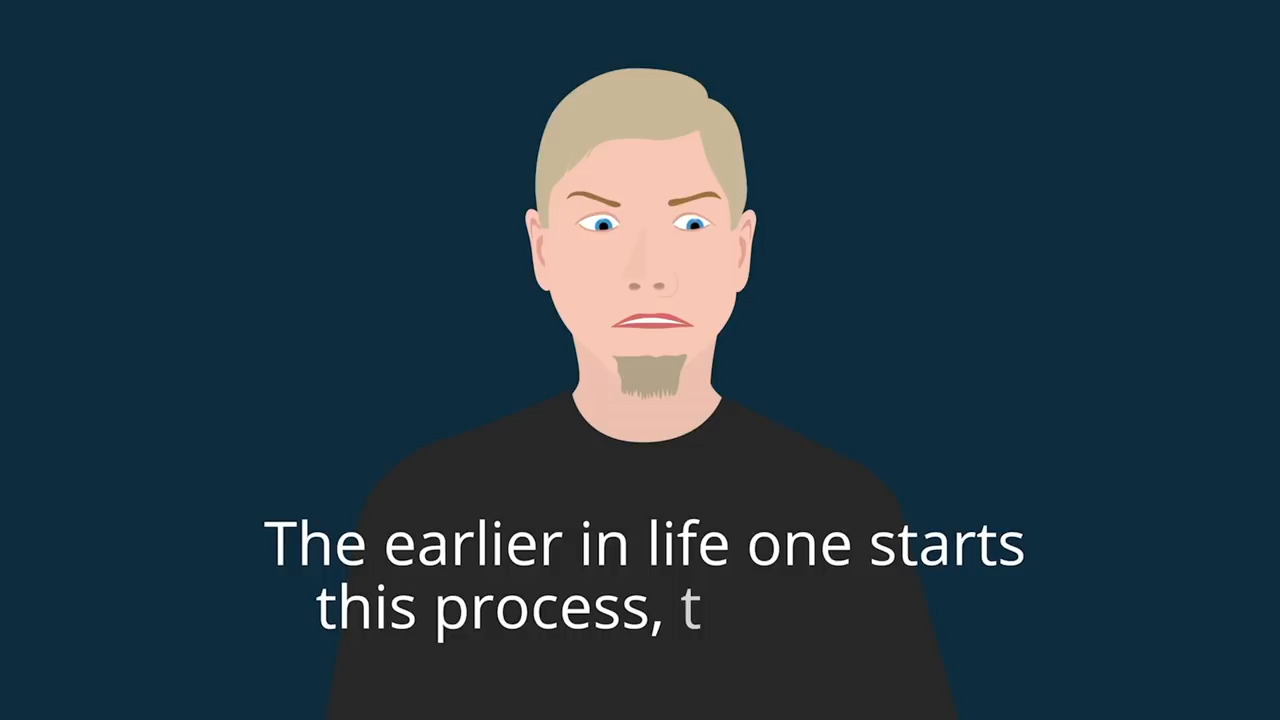 The earlier in life one starts
this process, t